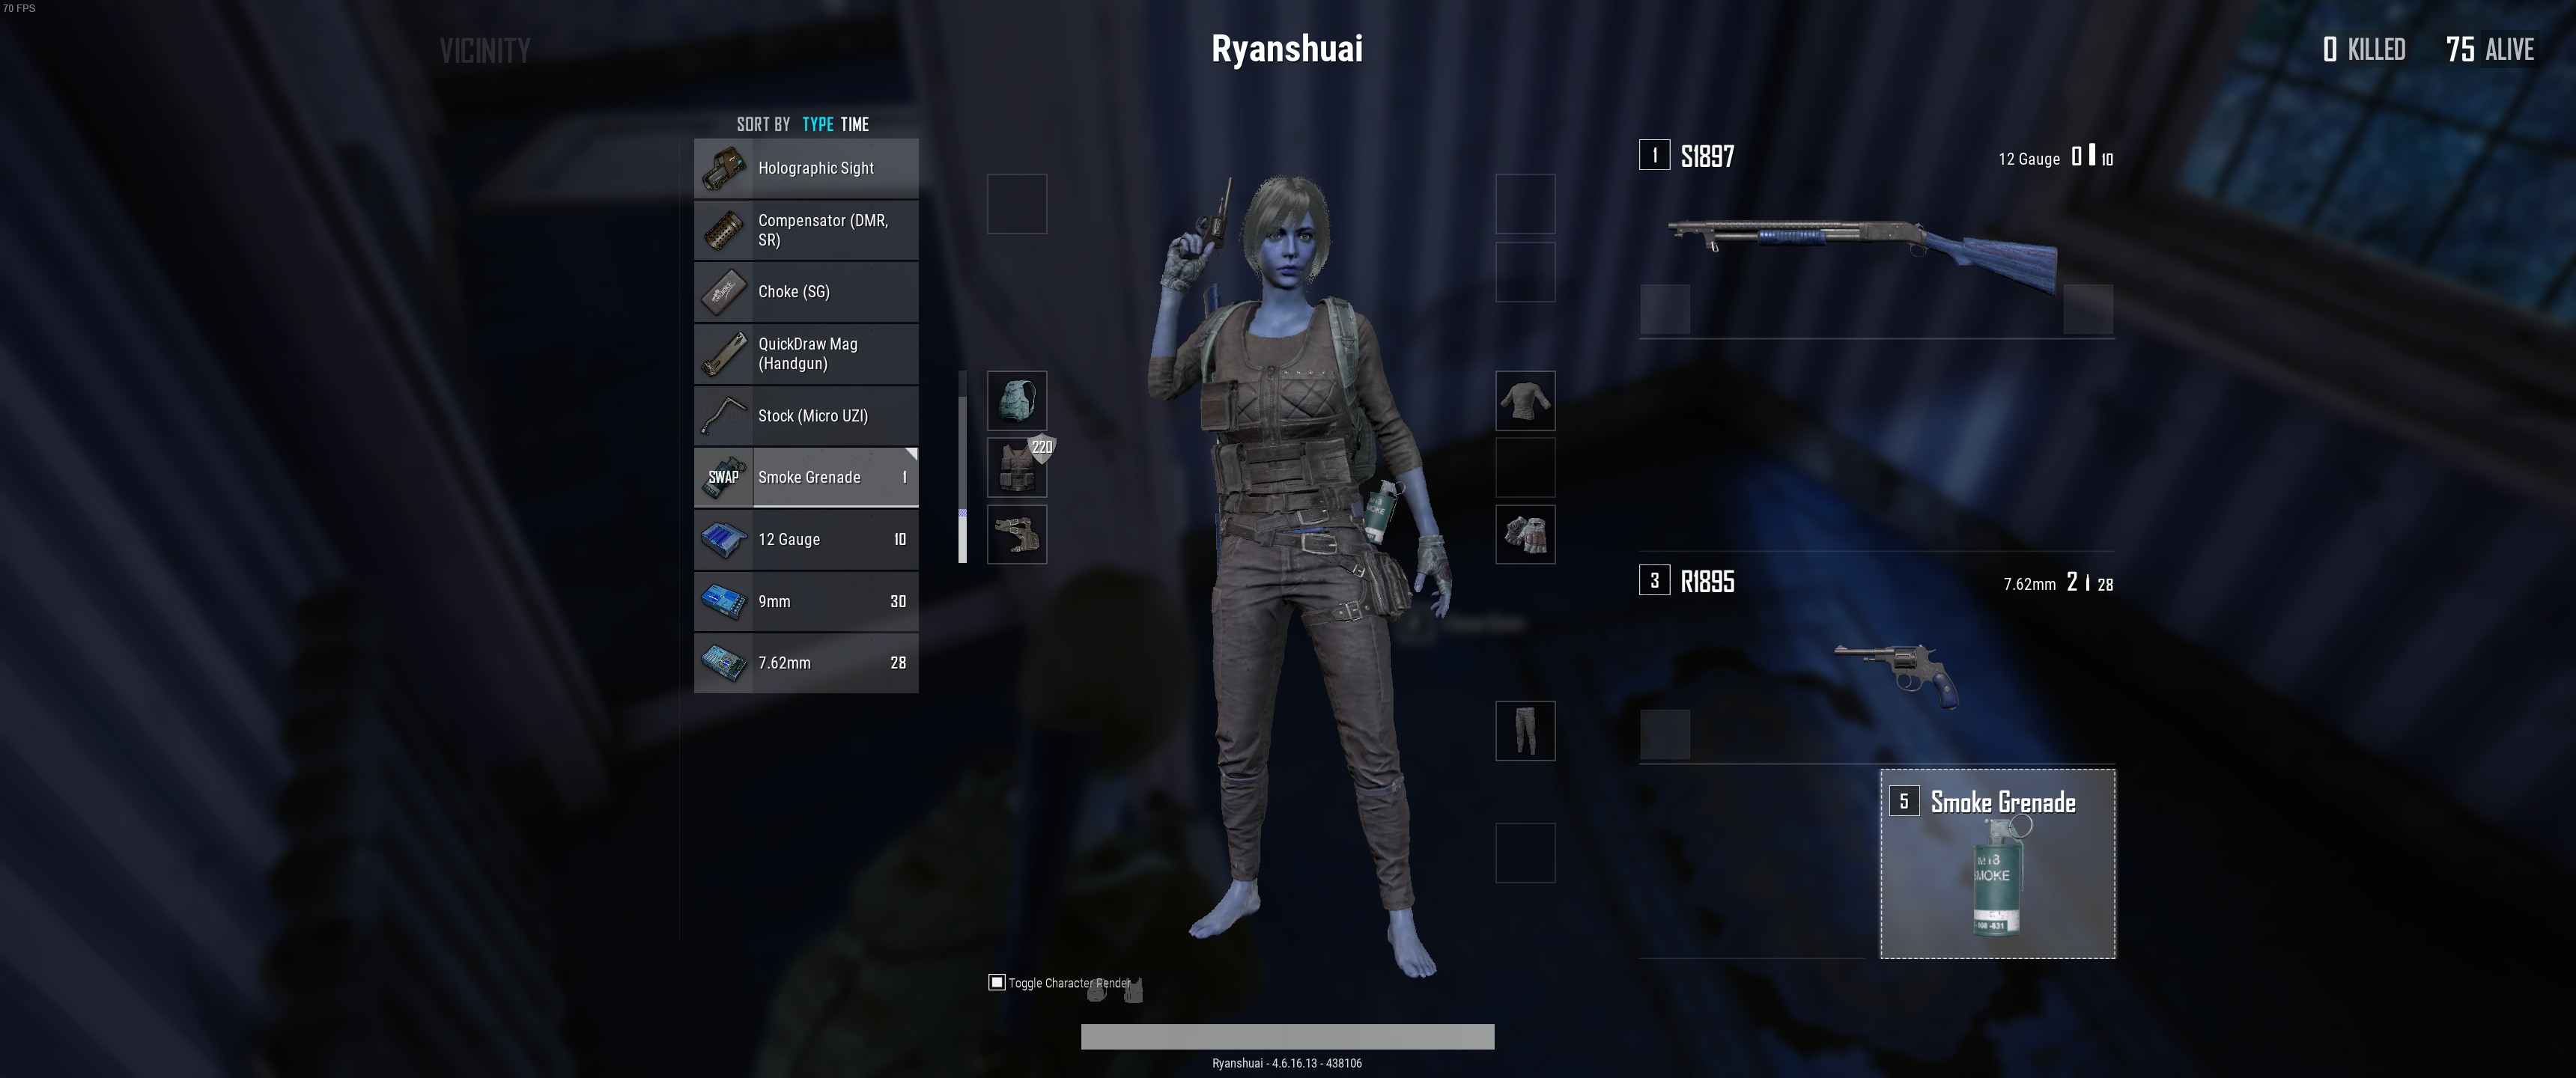 70 FPS
VICINITY
Ryanshuai
0 KILLED 75 ALIVE
SORT BY TYPE TIME
Holographic Sight
Compensator (DMR,
SR)
Choke (SG)
QuickDraw Mag
(Handgun)
Stock (Micro UZI)
SWAP Smoke Grenade 1
12 Gauge 10
9mm 30
7.62mm 28
220
Toggle Character Render
1 S1897 12 Gauge 0 10
3 R1895 7.62mm 2 28
5 Smoke Grenade
M18
SMOKE
Ryanshuai - 4.6.16.13 - 438106